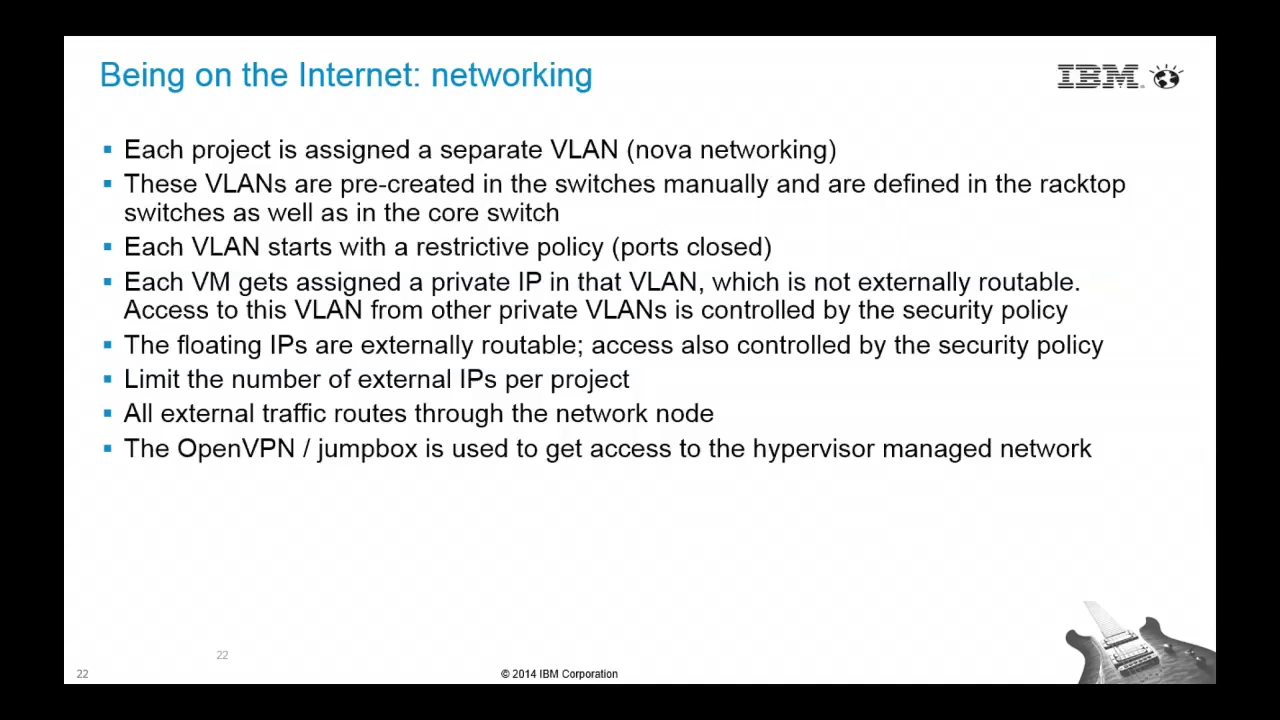 Being on the Internet: networking
IBM.
▪ Each project is assigned a separate VLAN (nova networking)
▪ These VLANs are pre-created in the switches manually and are defined in the racktop
switches as well as in the core switch
▪ Each VLAN starts with a restrictive policy (ports closed)
▪ Each VM gets assigned a private IP in that VLAN, which is not externally routable.
Access to this VLAN from other private VLANs is controlled by the security policy
▪ The floating IPs are externally routable; access also controlled by the security policy
▪ Limit the number of external IPs per project
▪ All external traffic routes through the network node
▪ The OpenVPN / jumpbox is used to get access to the hypervisor managed network
22
22
© 2014 IBM Corporation